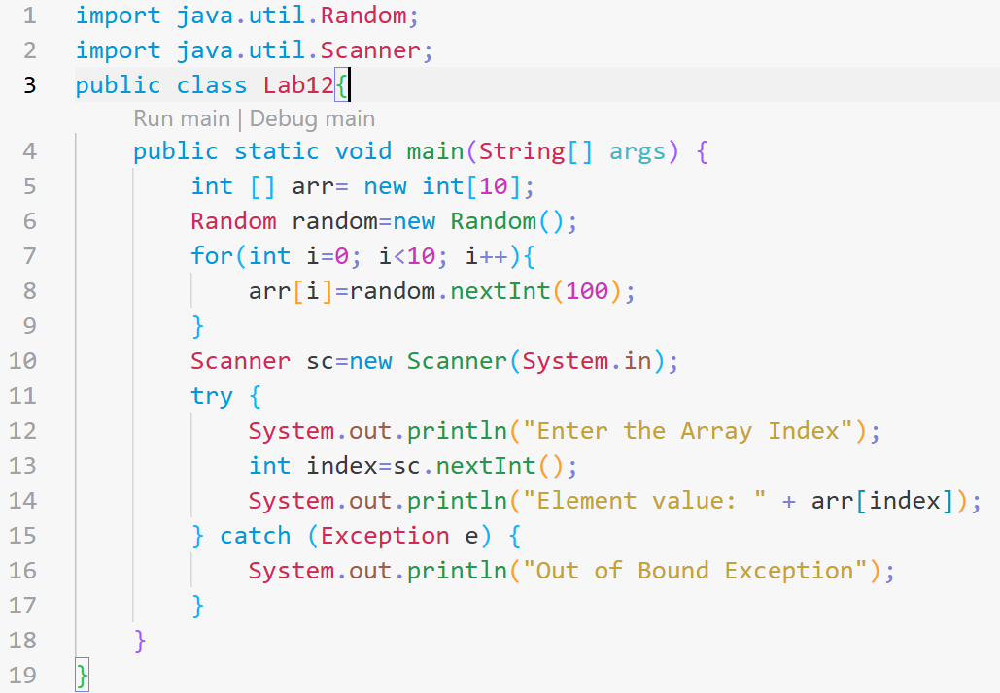 1 import java.util.Random;
2 import java.util.Scanner;
3 public class Lab12{
Run main | Debug main
4 public static void main(String[] args) {
5 int [] arr= new int[10];
6 Random random=new Random();
7 for(int i=0; i<10; i++){
8 arr[i]=random.nextInt(100);
9 }
10 Scanner sc=new Scanner(System.in);
11 try {
12 System.out.println("Enter the Array Index");
13 int index=sc.nextInt();
14 System.out.println("Element value: " + arr[index]);
15 } catch (Exception e) {
16 System.out.println("Out of Bound Exception");
17 }
18 }
19 }